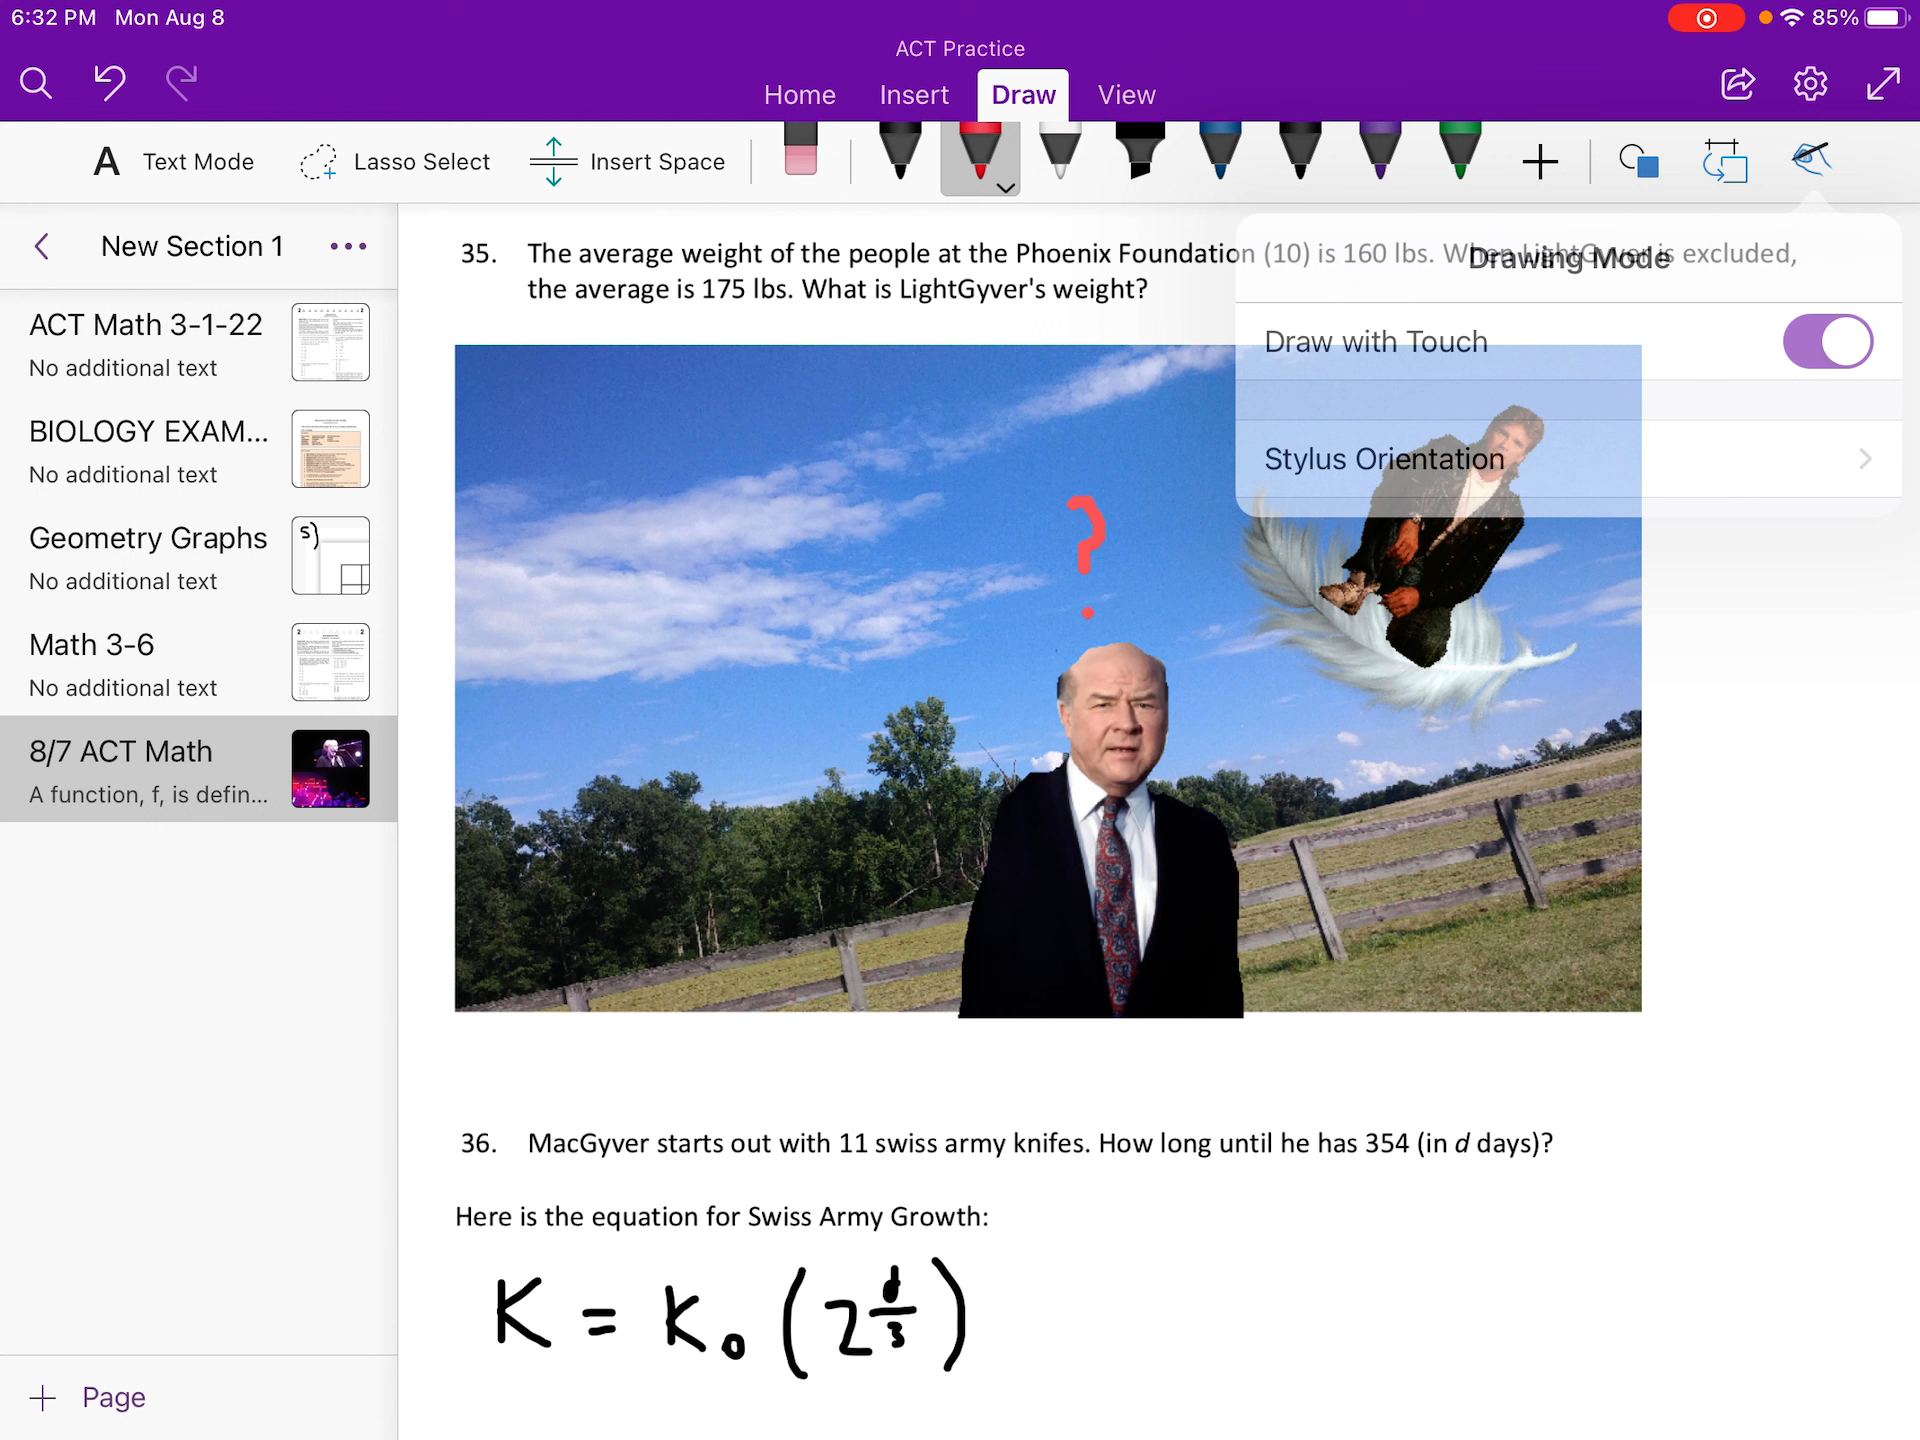 6:32 PM Mon Aug 8
85%
ACT Practice
Home Insert Draw View
A Text Mode Lasso Select Insert Space
New Section 1
ACT Math 3-1-22
No additional text
BIOLOGY EXAM...
No additional text
Geometry Graphs
No additional text
5)
Math 3-6
No additional text
8/7 ACT Math
A function, f, is defin...
+ Page
35. The average weight of the people at the Phoenix Foundation (10) is 160 lbs. When LightGyver is excluded,
the average is 175 lbs. What is LightGyver's weight?
Drawing Mode
Draw with Touch
Stylus Orientation
?
36. MacGyver starts out with 11 swiss army knifes. How long until he has 354 (in d days)?
Here is the equation for Swiss Army Growth:
K = K₀ (2^(d/3))